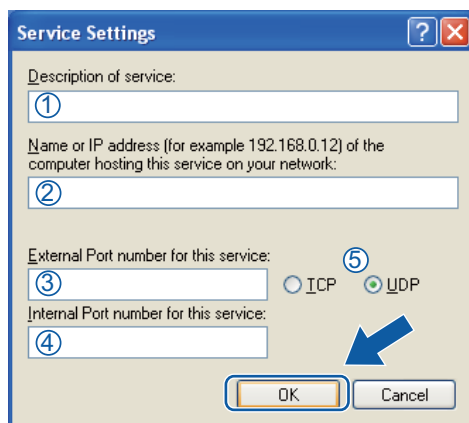 Service Settings
Description of service:
①
Name or IP address (for example 192.168.0.12) of the
computer hosting this service on your network:
②
External Port number for this service:
⑤
③ TCP UDP
Internal Port number for this service:
④
OK Cancel